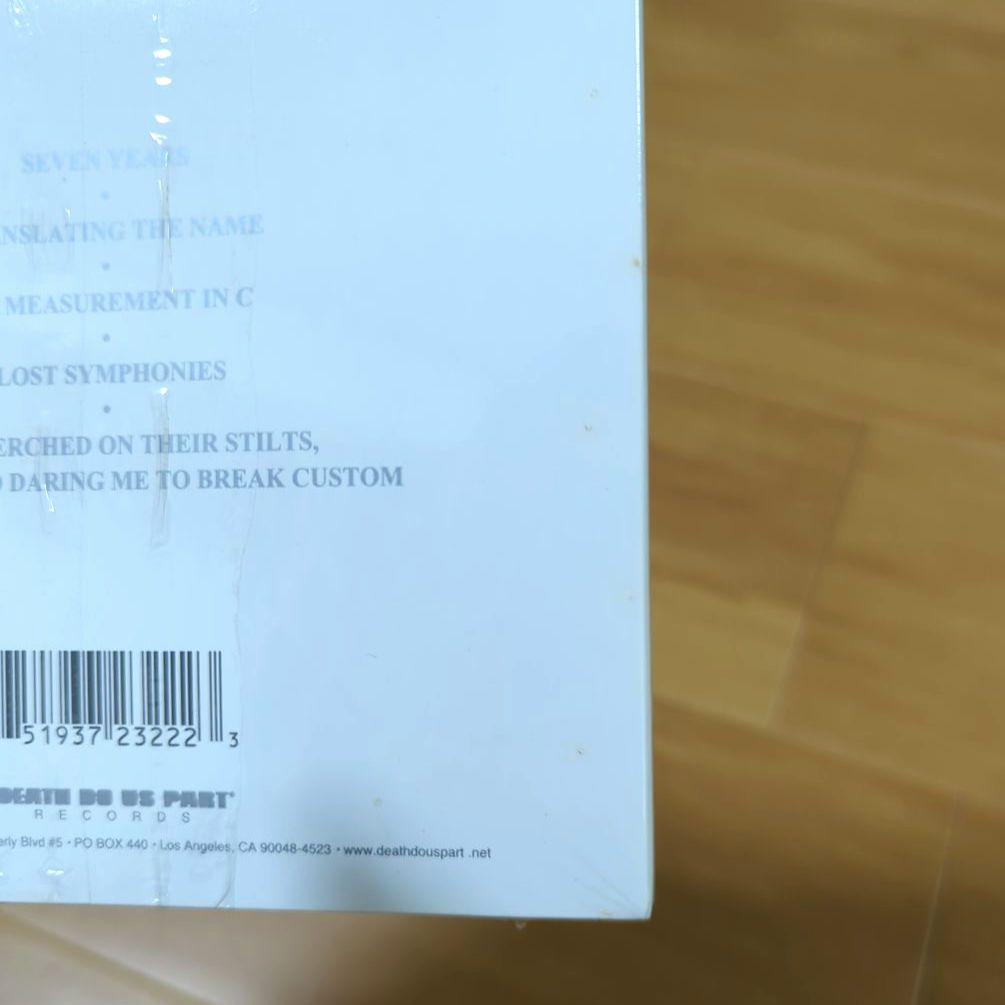 SEVEN YEARS
•
ANSLATING THE NAME
•
MEASUREMENT IN C
•
LOST SYMPHONIES
•
ERCHED ON THEIR STILTS,
D DARING ME TO BREAK CUSTOM
51937 23222 3
DEATH DO US PART
RECORDS
erly Blvd #5 • PO BOX 440 • Los Angeles, CA 90048-4523 • www.deathdouspart .net